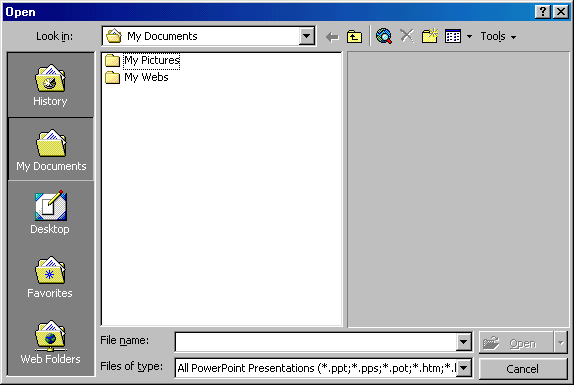 Open
Look in: My Documents Tools
My Pictures
My Webs
History
My Documents
Desktop
Favorites
Web Folders
File name: Open
Files of type: All PowerPoint Presentations (*.ppt;*.pps;*.pot;*.htm;*.l Cancel